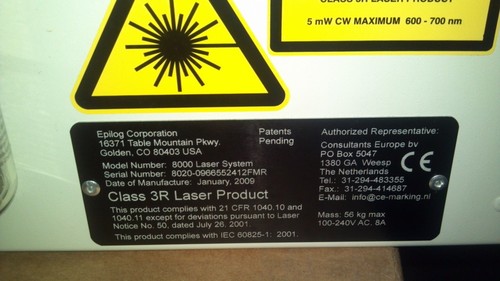 CLASS 3R LASER PRODUCT
5 mW CW MAXIMUM 600 - 700 nm
Epilog Corporation
16371 Table Mountain Pkwy.
Golden, CO 80403 USA
Patents
Pending
Model Number: 8000 Laser System
Serial Number: 8020-0966552412FMR
Date of Manufacture: January, 2009
Class 3R Laser Product
This product complies with 21 CFR 1040.10 and
1040.11 except for deviations pursuant to Laser
Notice No. 50, dated July 26, 2001.
This product complies with IEC 60825-1: 2001.
Authorized Representative:
Consultants Europe bv
PO Box 5047
1380 GA Weesp
The Netherlands
Tel.: 31-294-483355
Fax.: 31-294-414687
E-Mail: info@ce-marking.nl
CE
Mass: 56 kg max
100-240V AC. 8A